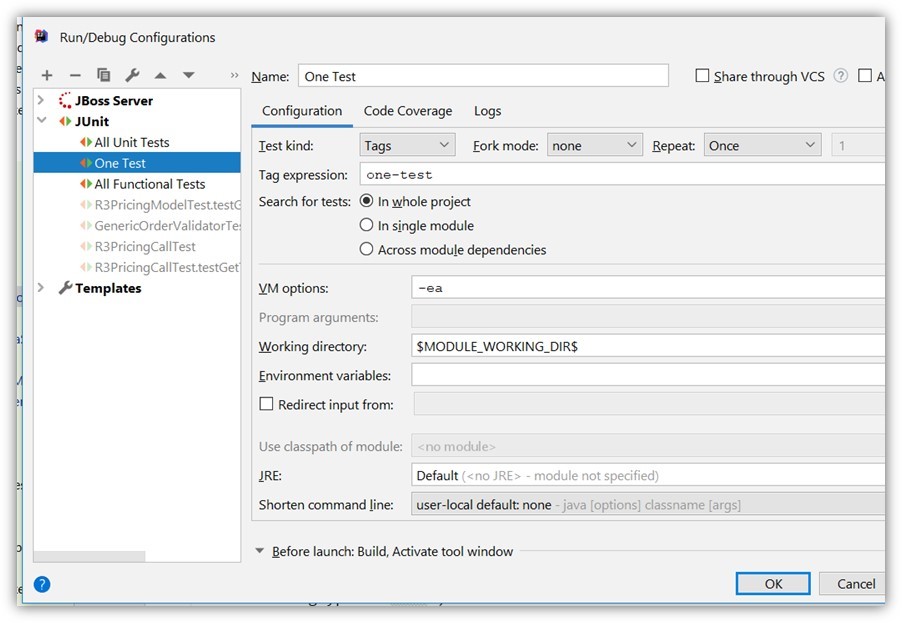 Run/Debug Configurations
Name: One Test Share through VCS ? A
JBoss Server
JUnit
All Unit Tests
One Test
All Functional Tests
R3PricingModelTest.testG
GenericOrderValidatorTes
R3PricingCallTest
R3PricingCallTest.testGetT
Templates
Configuration Code Coverage Logs
Test kind: Tags Fork mode: none Repeat: Once 1
Tag expression: one-test
Search for tests: In whole project
In single module
Across module dependencies
VM options: -ea
Program arguments:
Working directory: $MODULE_WORKING_DIR$
Environment variables:
Redirect input from:
Use classpath of module: <no module>
JRE: Default (<no JRE> - module not specified)
Shorten command line: user-local default: none - java [options] classname [args]
Before launch: Build, Activate tool window
? OK Cancel